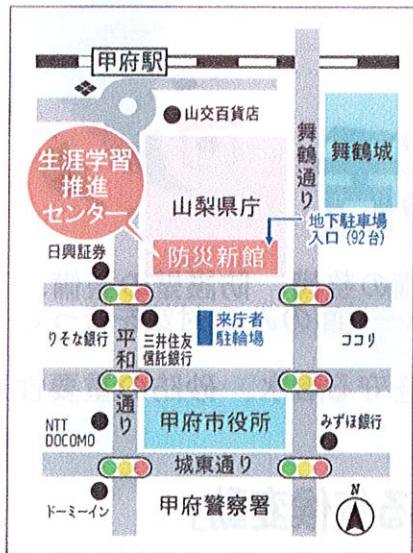 甲府駅
山交百貨店
舞鶴通り
舞鶴城
生涯学習
推進
センター
山梨県庁
地下駐車場
入口(92台)
防災新館
日興証券
りそな銀行
平和通り
三井住友
信託銀行
来庁者
駐輪場
ココリ
NTT
DOCOMO
甲府市役所
みずほ銀行
城東通り
ドーミーイン
甲府警察署
N